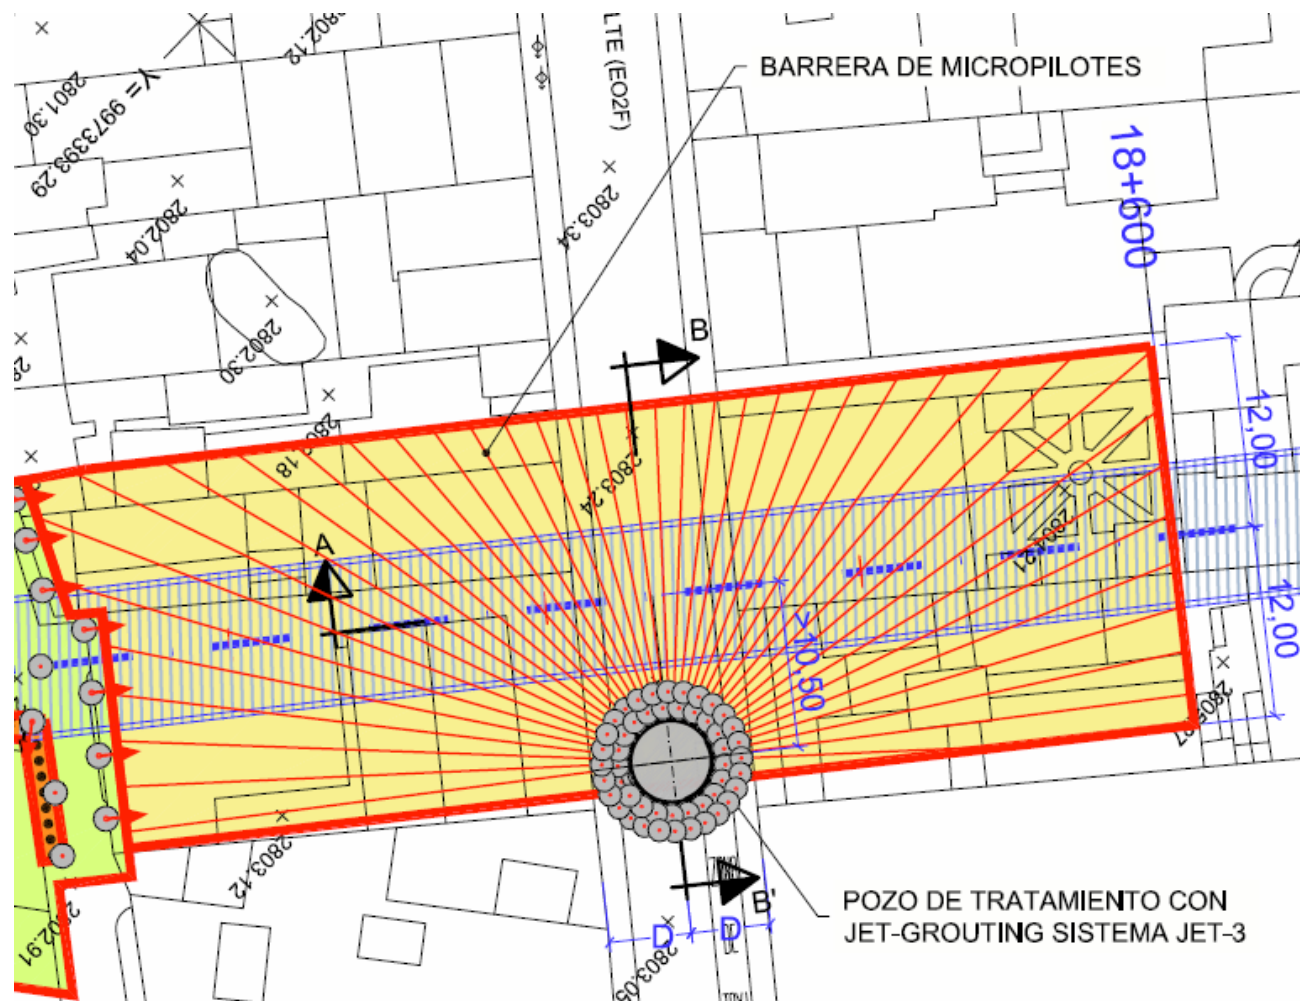 2802.12
2801.30
Y= 9973393.29
LTE (EO2F)
BARRERA DE MICROPILOTES
18+600
2802.04
2803.34
2802.30
B
12,00
2803.24
A
>10,50
12,00
2803.12
B'
D
D
POZO DE TRATAMIENTO CON
JET-GROUTING SISTEMA JET-3
2802.91
2803.05